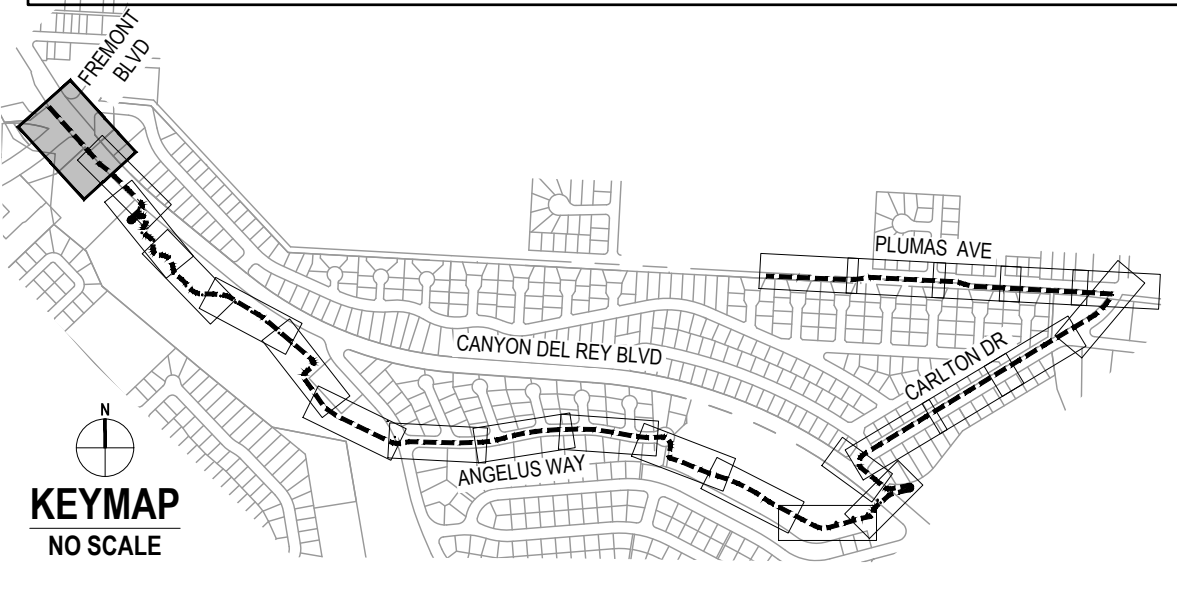 FREMONT
BLVD
PLUMAS AVE
CANYON DEL REY BLVD
CARLTON DR
ANGELUS WAY
N
KEYMAP
NO SCALE